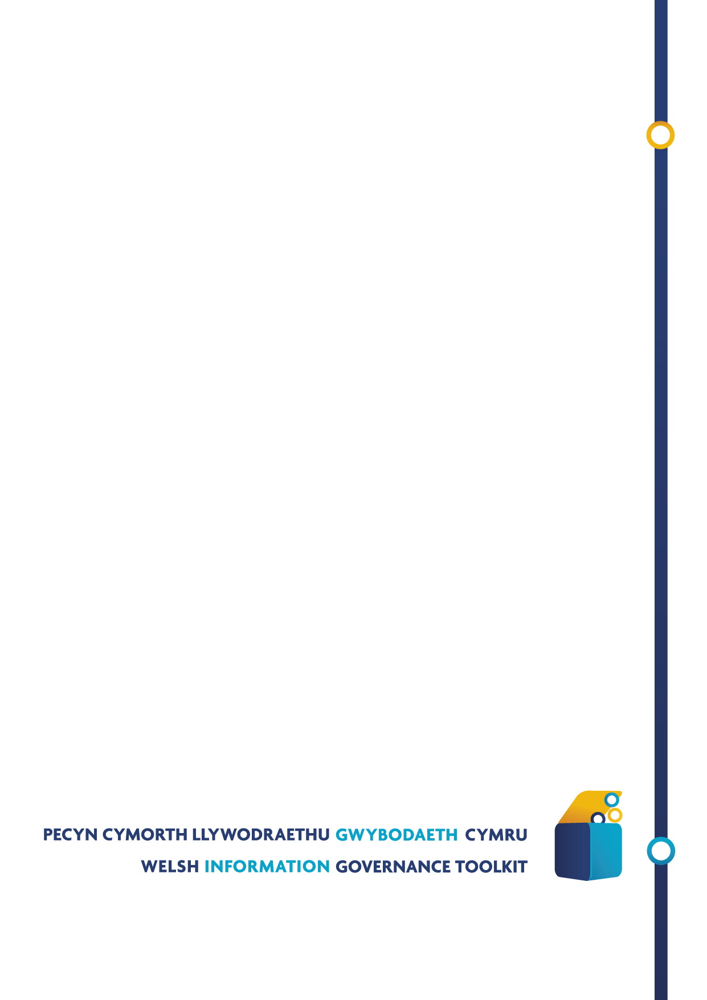 PECYN CYMORTH LLYWODRAETHU GWYBODAETH CYMRU
WELSH INFORMATION GOVERNANCE TOOLKIT